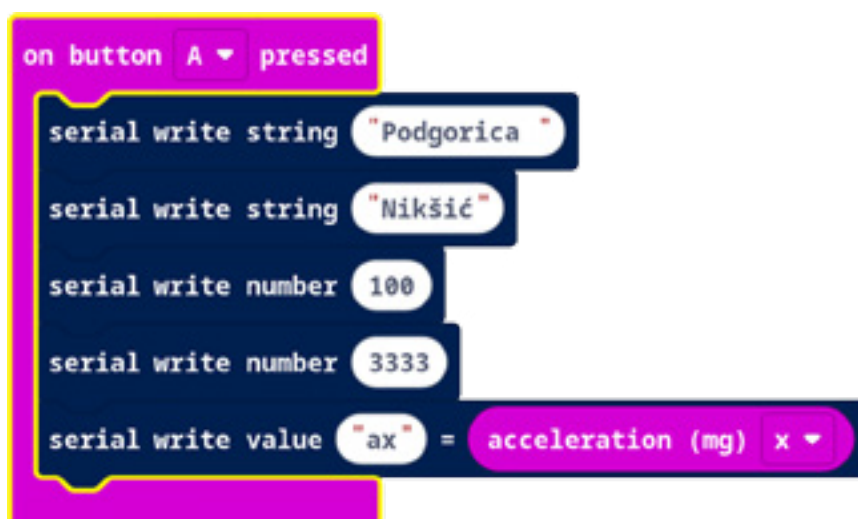 on button A pressed
serial write string "Podgorica "
serial write string "Nikšić"
serial write number 100
serial write number 3333
serial write value "ax" = acceleration (mg) x